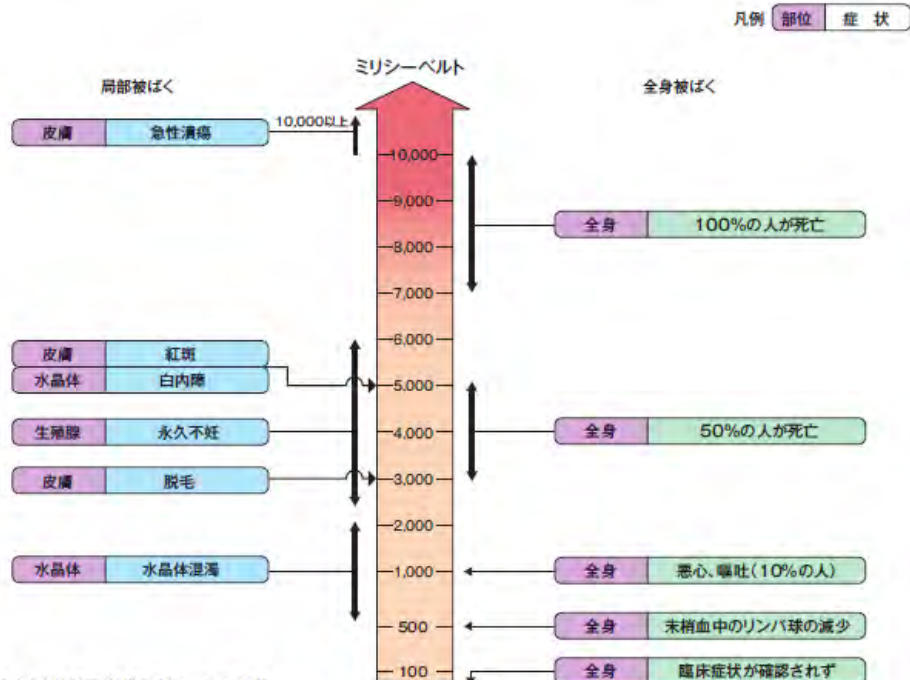 凡例 部位 症 状
ミリシーベルト
局部被ばく
全身被ばく
皮膚 急性潰瘍 10,000以上
10,000
9,000
全身 100%の人が死亡
8,000
7,000
6,000
皮膚 紅斑
水晶体 白内障
5,000
生殖腺 永久不妊
4,000
全身 50%の人が死亡
皮膚 脱毛
3,000
2,000
水晶体 水晶体混濁
1,000
全身 悪心、嘔吐(10%の人)
500
全身 末梢血中のリンパ球の減少
100
全身 臨床症状が確認されず